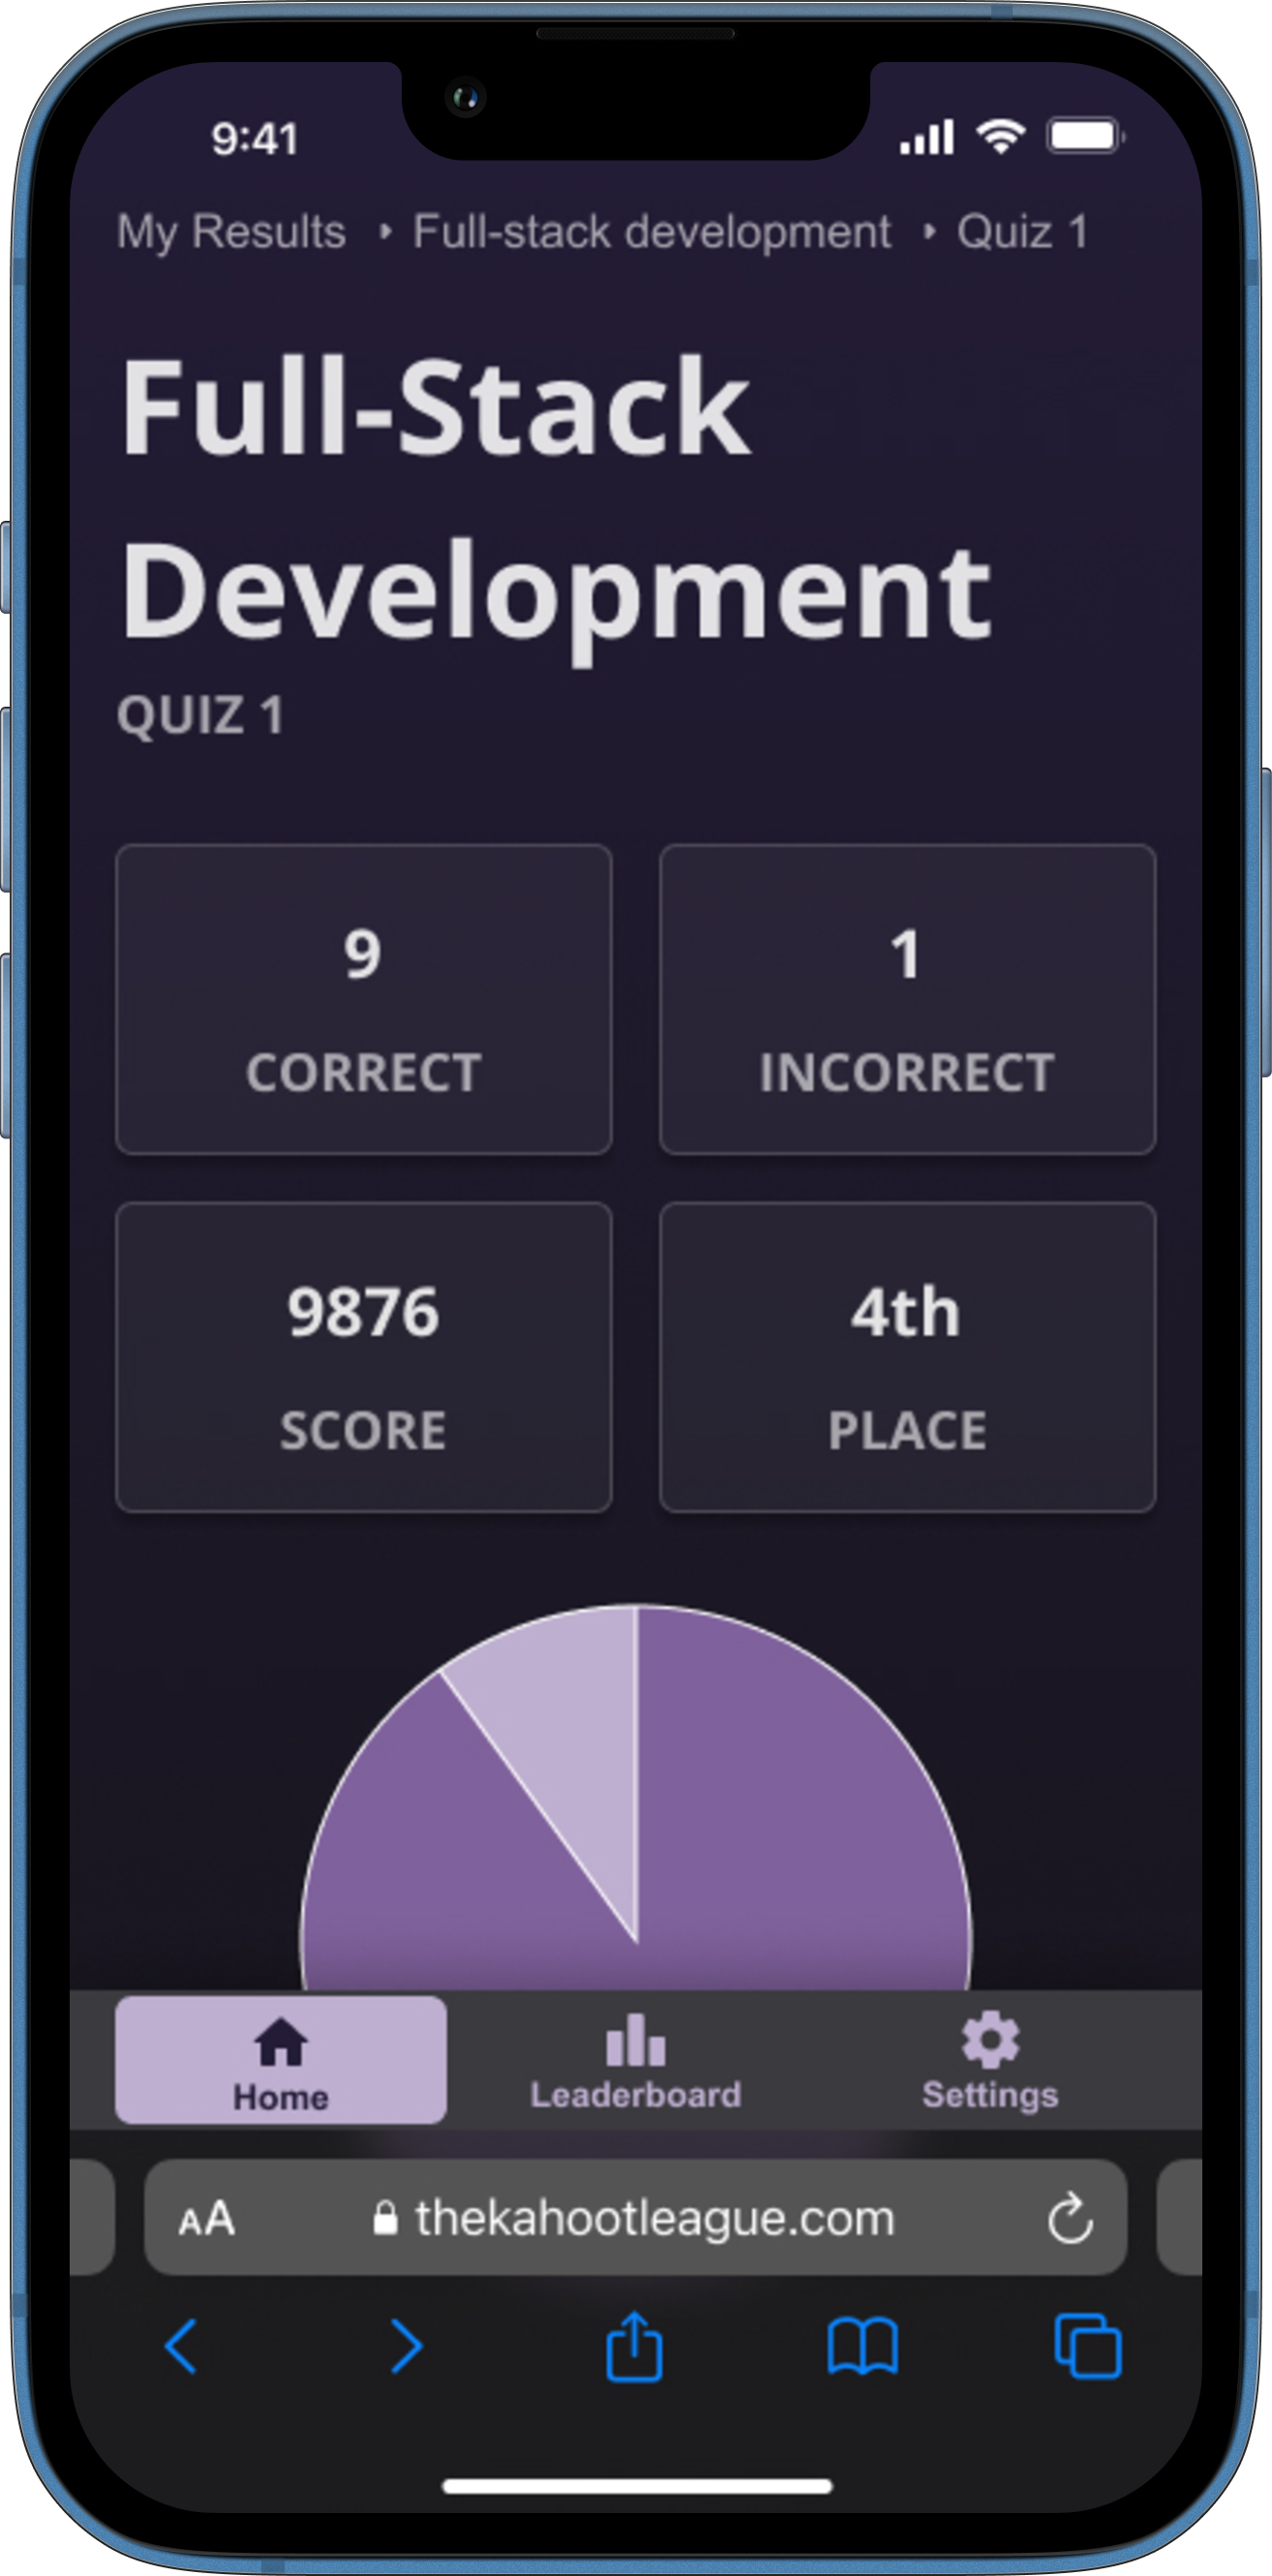 9:41
My Results ‣ Full-stack development ‣ Quiz 1
Full-Stack
Development
QUIZ 1
9
CORRECT
1
INCORRECT
9876
SCORE
4th
PLACE
Home
Leaderboard
Settings
AA thekahootleague.com